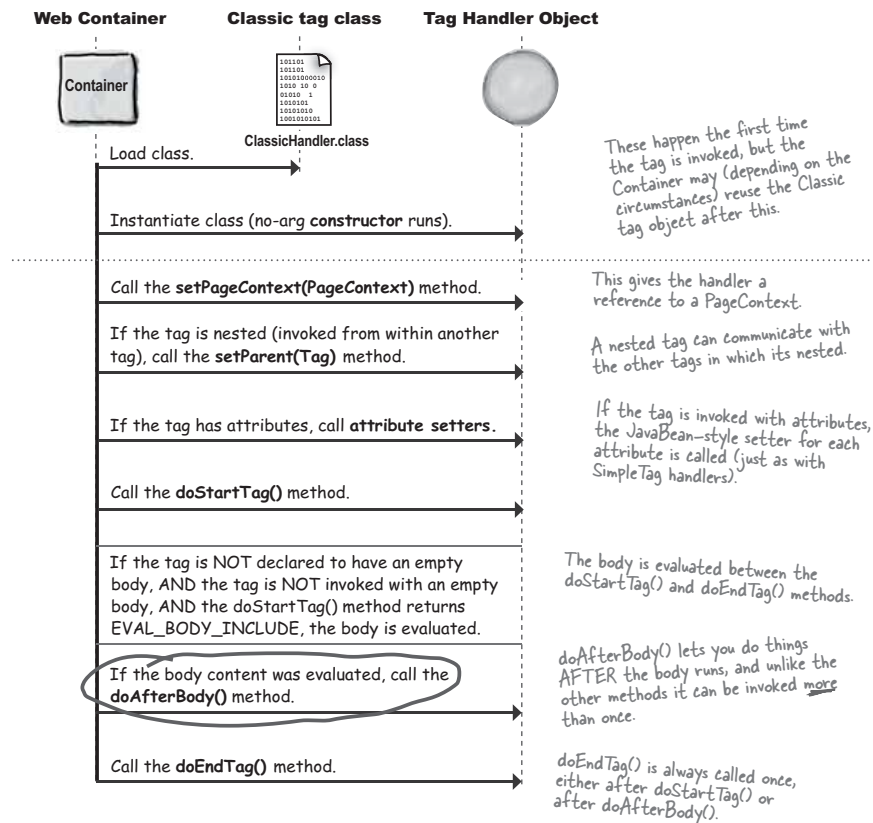 Web Container
Classic tag class
Tag Handler Object
Container
101101
101101
10101000010
1010 10 0
01010 1
1010101
10101010
1001010101
ClassicHandler.class
Load class.
These happen the first time
the tag is invoked, but the
Container may (depending on the
circumstances) reuse the Classic
tag object after this.
Instantiate class (no-arg constructor runs).
Call the setPageContext(PageContext) method.
This gives the handler a
reference to a PageContext.
If the tag is nested (invoked from within another
tag), call the setParent(Tag) method.
A nested tag can communicate with
the other tags in which its nested.
If the tag has attributes, call attribute setters.
If the tag is invoked with attributes,
the JavaBean-style setter for each
attribute is called (just as with
SimpleTag handlers).
Call the doStartTag() method.
If the tag is NOT declared to have an empty
body, AND the tag is NOT invoked with an empty
body, AND the doStartTag() method returns
EVAL_BODY_INCLUDE, the body is evaluated.
The body is evaluated between the
doStartTag() and doEndTag() methods.
If the body content was evaluated, call the
doAfterBody() method.
doAfterBody() lets you do things
AFTER the body runs, and unlike the
other methods it can be invoked more
than once.
Call the doEndTag() method.
doEndTag() is always called once,
either after doStartTag() or
after doAfterBody().